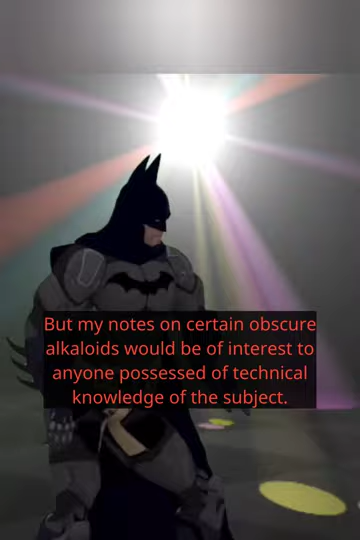 But my notes on certain obscure
alkaloids would be of interest to
anyone possessed of technical
knowledge of the subject.